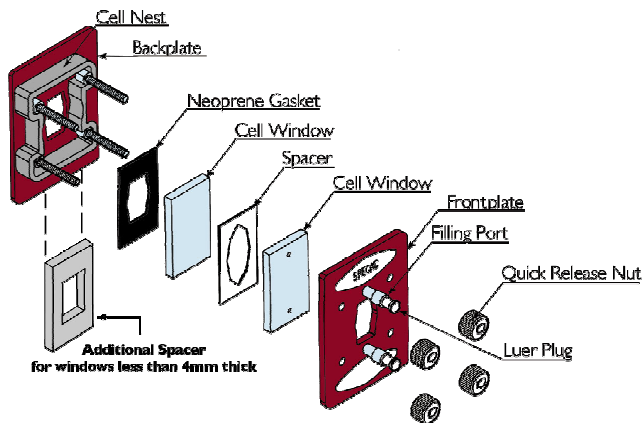 Cell Nest
Backplate
Neoprene Gasket
Cell Window
Spacer
Cell Window
Frontplate
Filling Port
SPECAC
Quick Release Nut
Luer Plug
Additional Spacer
for windows less than 4mm thick